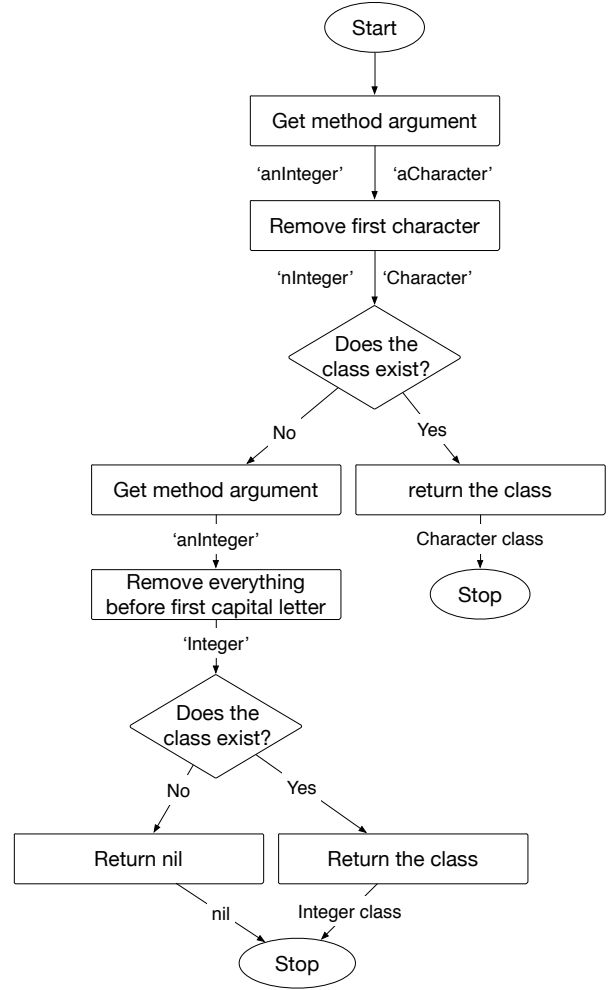 Start
Get method argument
‘anInteger’ ‘aCharacter’
Remove first character
‘nInteger’ ‘Character’
Does the
class exist?
No
Yes
Get method argument
return the class
‘anInteger’
Character class
Remove everything
before first capital letter
Stop
‘Integer’
Does the
class exist?
No
Yes
Return nil
Return the class
nil
Integer class
Stop